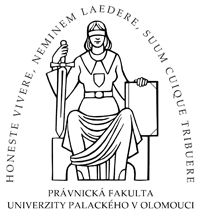 HONESTE VIVERE, NEMINEM LAEDERE, SUUM CUIQUE TRIBUERE
PRÁVNICKÁ FAKULTA
UNIVERZITY PALACKÉHO V OLOMOUCI